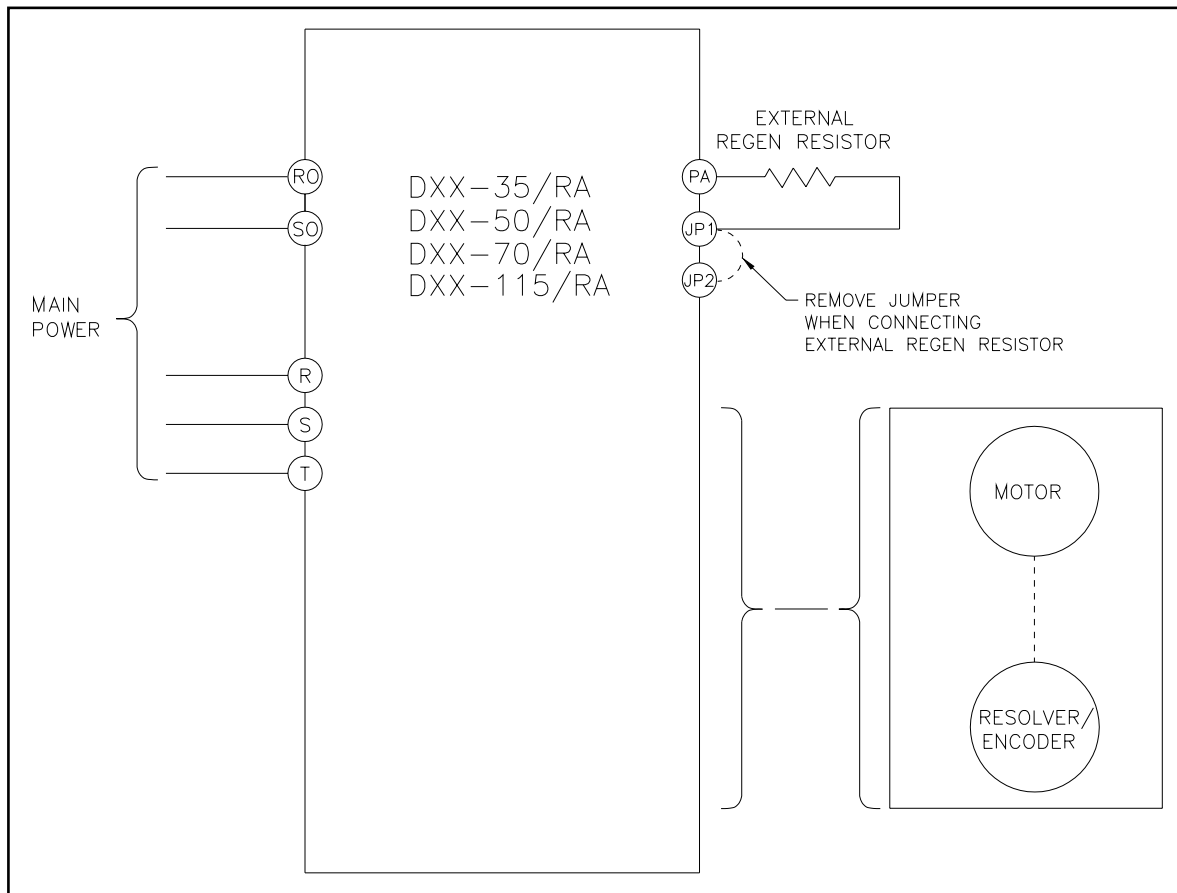 EXTERNAL
REGEN RESISTOR
RO
SO
DXX-35/RA
DXX-50/RA
DXX-70/RA
DXX-115/RA
PA
JP1
JP2
MAIN
POWER
REMOVE JUMPER
WHEN CONNECTING
EXTERNAL REGEN RESISTOR
R
S
T
MOTOR
RESOLVER/
ENCODER